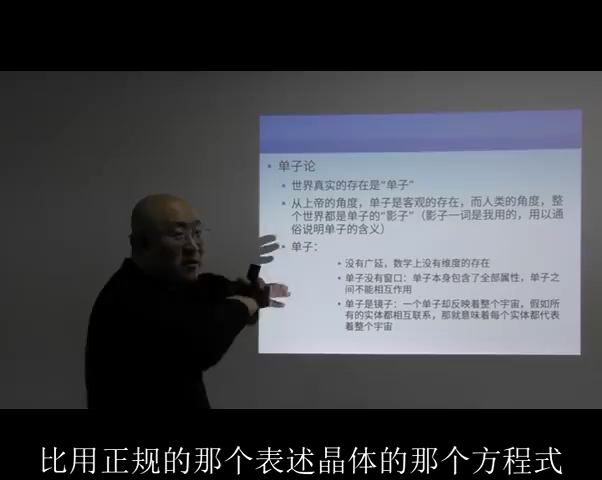 单子论
世界真实的存在是“单子”
从上帝的角度，单子是客观的存在，而人类的角度，整
个世界都是单子的“影子”（影子一词是我用的，用以通
俗说明单子的含义）
单子：
没有广延，数学上没有维度的存在
单子没有窗口：单子本身包含了全部属性，单子之
间不能相互作用
单子是镜子：一个单子却反映着整个宇宙，假如所
有的实体都相互联系，那就意味着每个实体都代表
着整个宇宙
比用正规的那个表述晶体的那个方程式